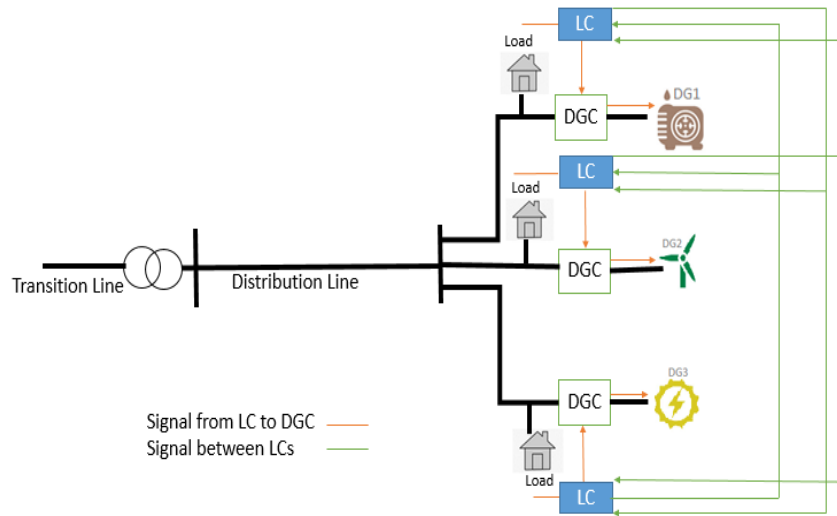 LC
Load
DG1
DGC
LC
Load
DG2
DGC
Transition Line
Distribution Line
DG3
DGC
Signal from LC to DGC
Signal between LCs
Load
LC